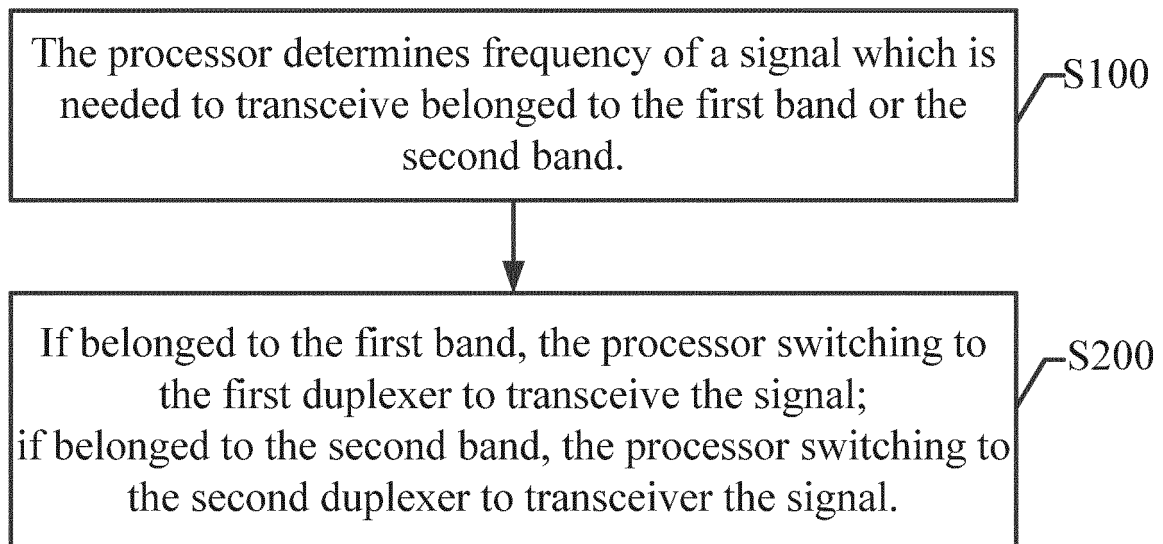 The processor determines frequency of a signal which is
needed to transceive belonged to the first band or the
second band.
S100
If belonged to the first band, the processor switching to
the first duplexer to transceive the signal;
if belonged to the second band, the processor switching to
the second duplexer to transceiver the signal.
S200